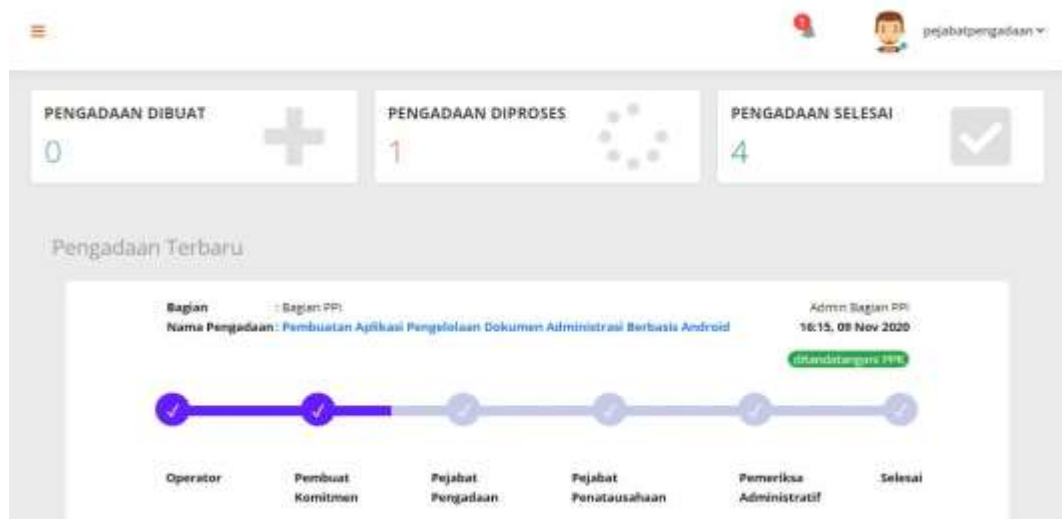 1
pejabatpengadaan
PENGADAAN DIBUAT
0
PENGADAAN DIPROSES
1
PENGADAAN SELESAI
4
Pengadaan Terbaru
Bagian : Bagian PPI
Nama Pengadaan : Pembuatan Aplikasi Pengelolaan Dokumen Administrasi Berbasis Android
Admin Bagian PPI
16:15, 09 Nov 2020
ditandatangani PPK
Operator
Pembuat
Komitmen
Pejabat
Pengadaan
Pejabat
Penatausahaan
Pemeriksa
Administratif
Selesai